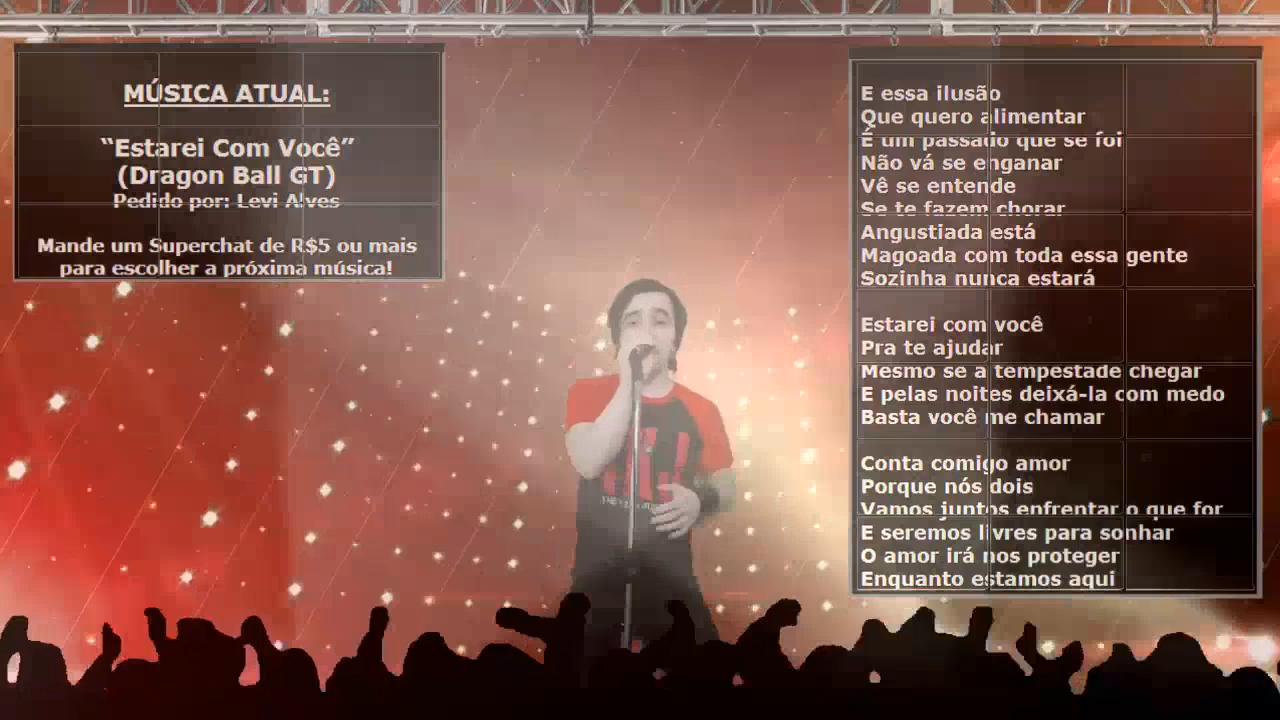 MÚSICA ATUAL:
“Estarei Com Você”
(Dragon Ball GT)
Pedido por: Levi Alves
Mande um Superchat de R$5 ou mais
para escolher a próxima música!
E essa ilusão
Que quero alimentar
É um passado que se foi
Não vá se enganar
Vê se entende
Se te fazem chorar
Angustiada está
Magoada com toda essa gente
Sozinha nunca estará
Estarei com você
Pra te ajudar
Mesmo se a tempestade chegar
E pelas noites deixá-la com medo
Basta você me chamar
Conta comigo amor
Porque nós dois
Vamos juntos enfrentar o que for
E seremos livres para sonhar
O amor irá nos proteger
Enquanto estamos aqui